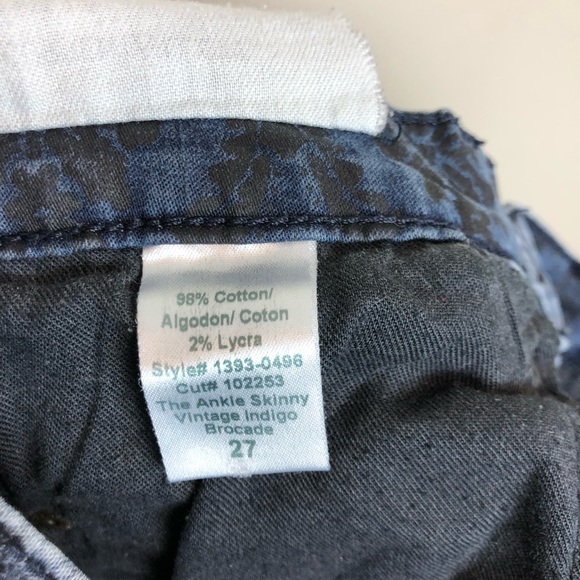 98% Cotton/
Algodon/ Coton
2% Lycra
Style# 1393-0496
Cut# 102253
The Ankle Skinny
Vintage Indigo
Brocade
27